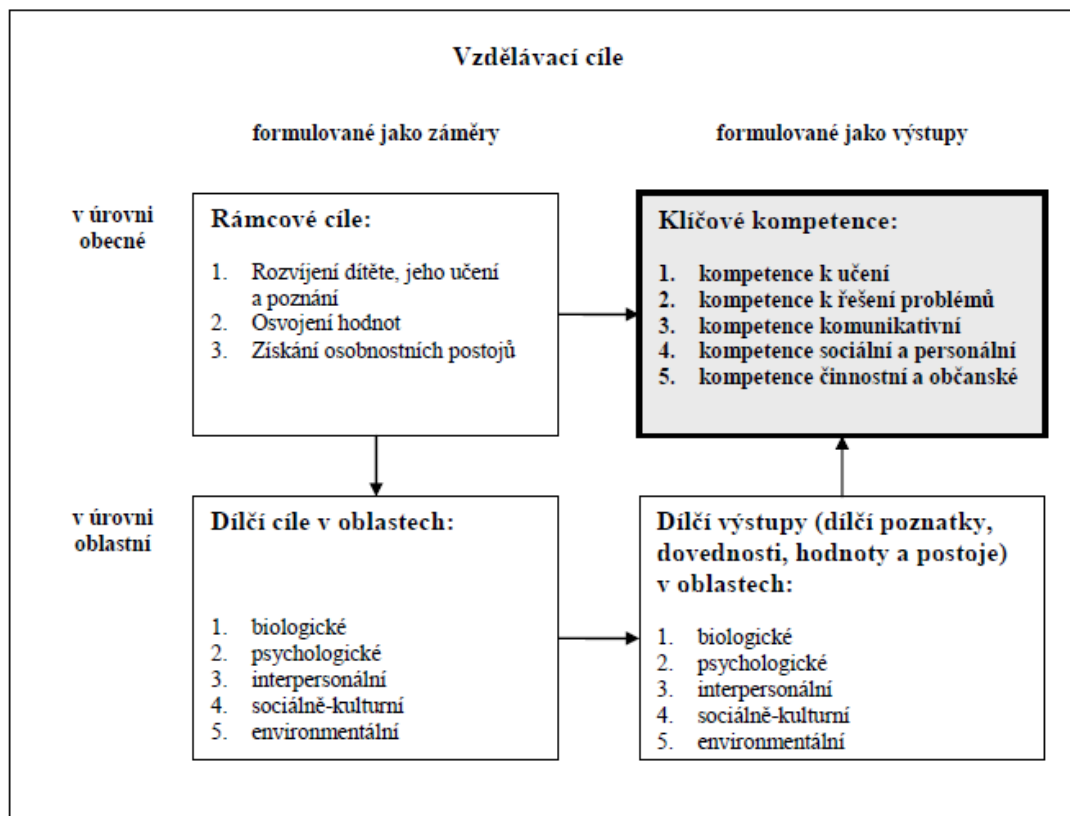 Vzdělávací cíle
formulované jako záměry
formulované jako výstupy
v úrovni
obecné
Rámcové cíle:
1. Rozvíjení dítěte, jeho učení
a poznání
2. Osvojení hodnot
3. Získání osobnostních postojů
Klíčové kompetence:
1. kompetence k učení
2. kompetence k řešení problémů
3. kompetence komunikativní
4. kompetence sociální a personální
5. kompetence činnostní a občanské
v úrovni
oblastní
Dílčí cíle v oblastech:
1. biologické
2. psychologické
3. interpersonální
4. sociálně-kulturní
5. environmentální
Dílčí výstupy (dílčí poznatky,
dovednosti, hodnoty a postoje)
v oblastech:
1. biologické
2. psychologické
3. interpersonální
4. sociálně-kulturní
5. environmentální